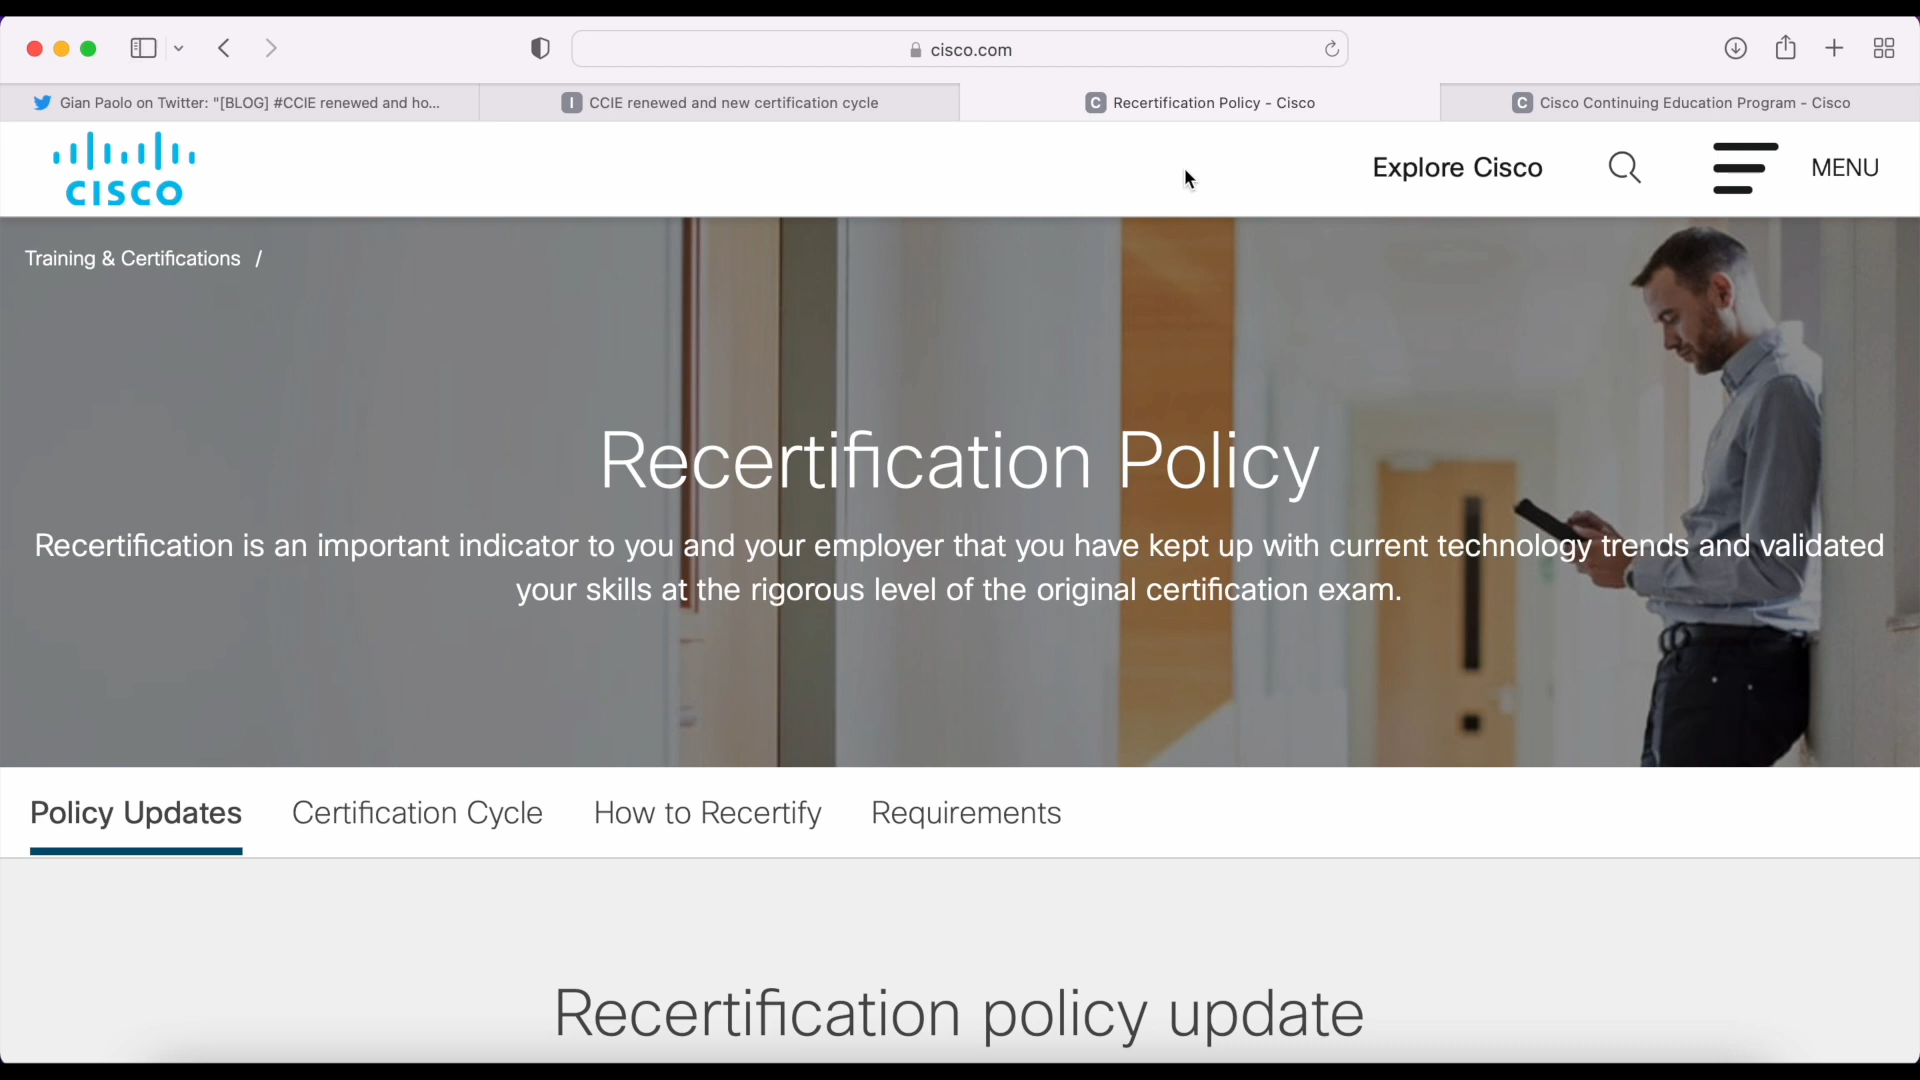 cisco.com
Gian Paolo on Twitter: "[BLOG] #CCIE renewed and ho...
I CCIE renewed and new certification cycle
C Recertification Policy - Cisco
C Cisco Continuing Education Program - Cisco
CISCO
Explore Cisco
MENU
Training & Certifications /
Recertification Policy
Recertification is an important indicator to you and your employer that you have kept up with current technology trends and validated
your skills at the rigorous level of the original certification exam.
Policy Updates
Certification Cycle
How to Recertify
Requirements
Recertification policy update